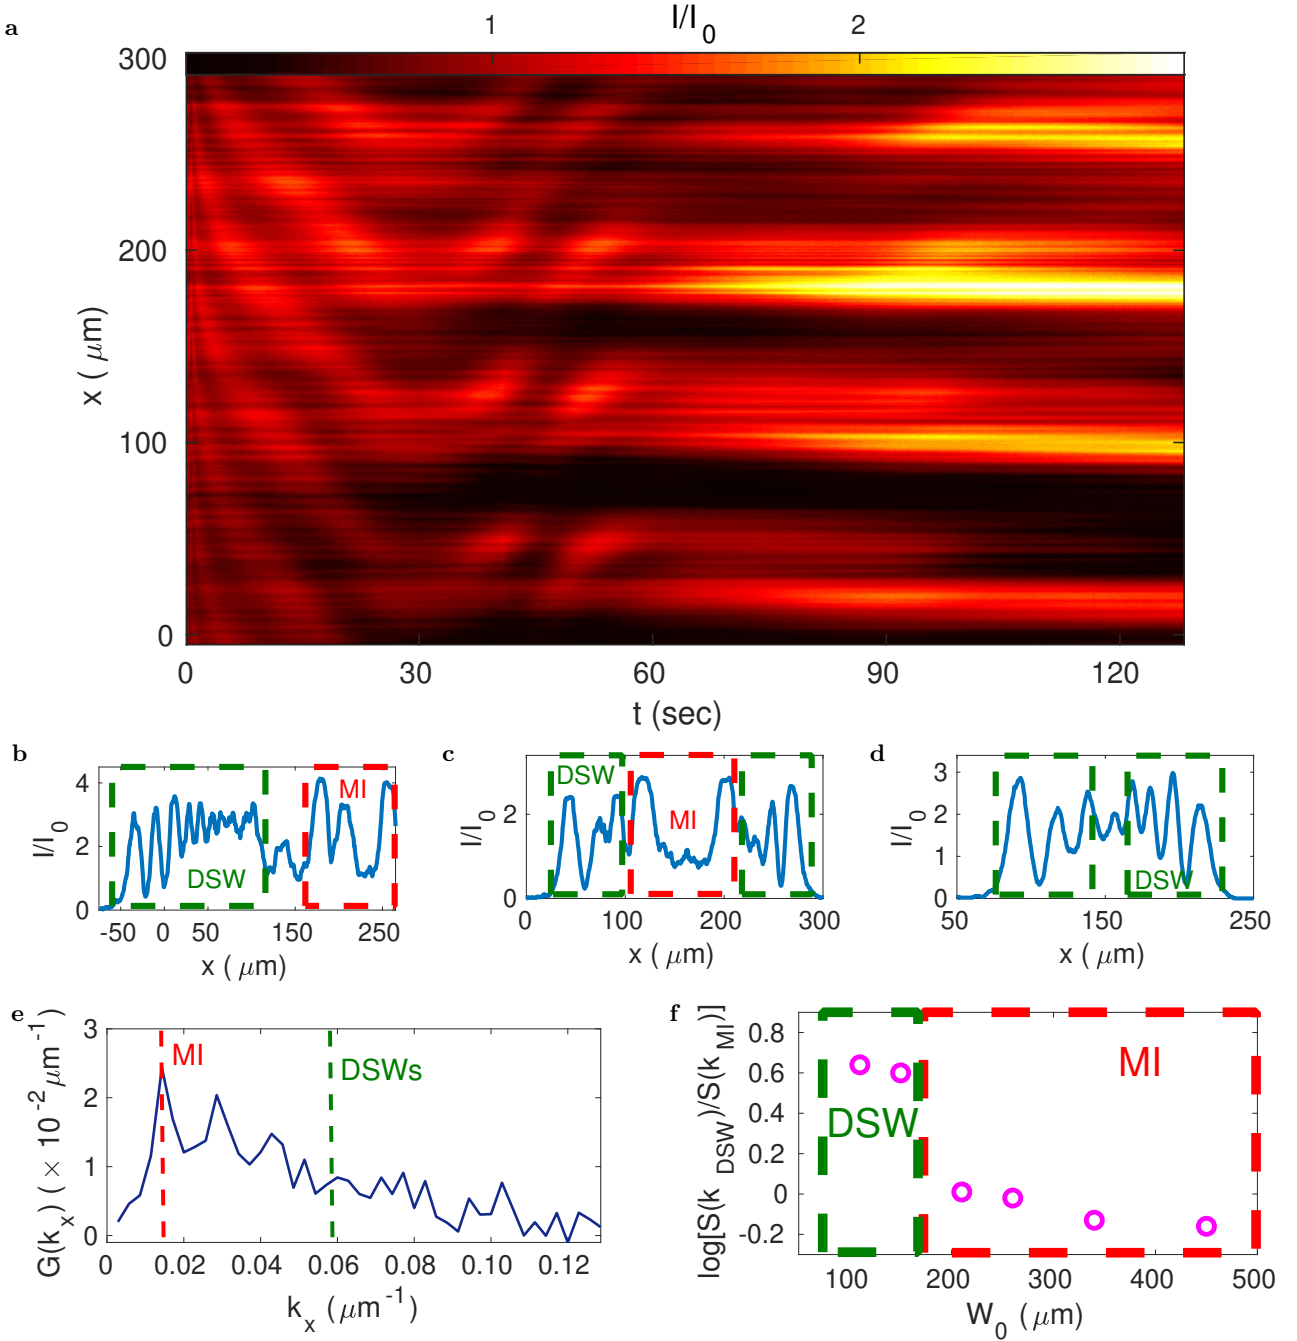 a
1 I/I0 2
300
200
100
0
x ( μm)
0 30 60 90 120
t (sec)
b
4
2
0
I/I0
MI
DSW
-50 0 50 150 250
x ( μm)
c
2
0
I/I0
DSW
MI
0 100 200 300
x ( μm)
d
3
2
1
0
I/I0
DSW
50 150 250
x ( μm)
e
3
2
1
0
G(kx) ( × 10-2 μm-1)
MI
DSWs
0 0.02 0.04 0.06 0.08 0.10 0.12
kx (μm-1)
f
0.8
0.6
0.4
0.2
0
-0.2
log[S(kDSW)/S(kMI)]
DSW
MI
100 200 300 400 500
W0 (μm)